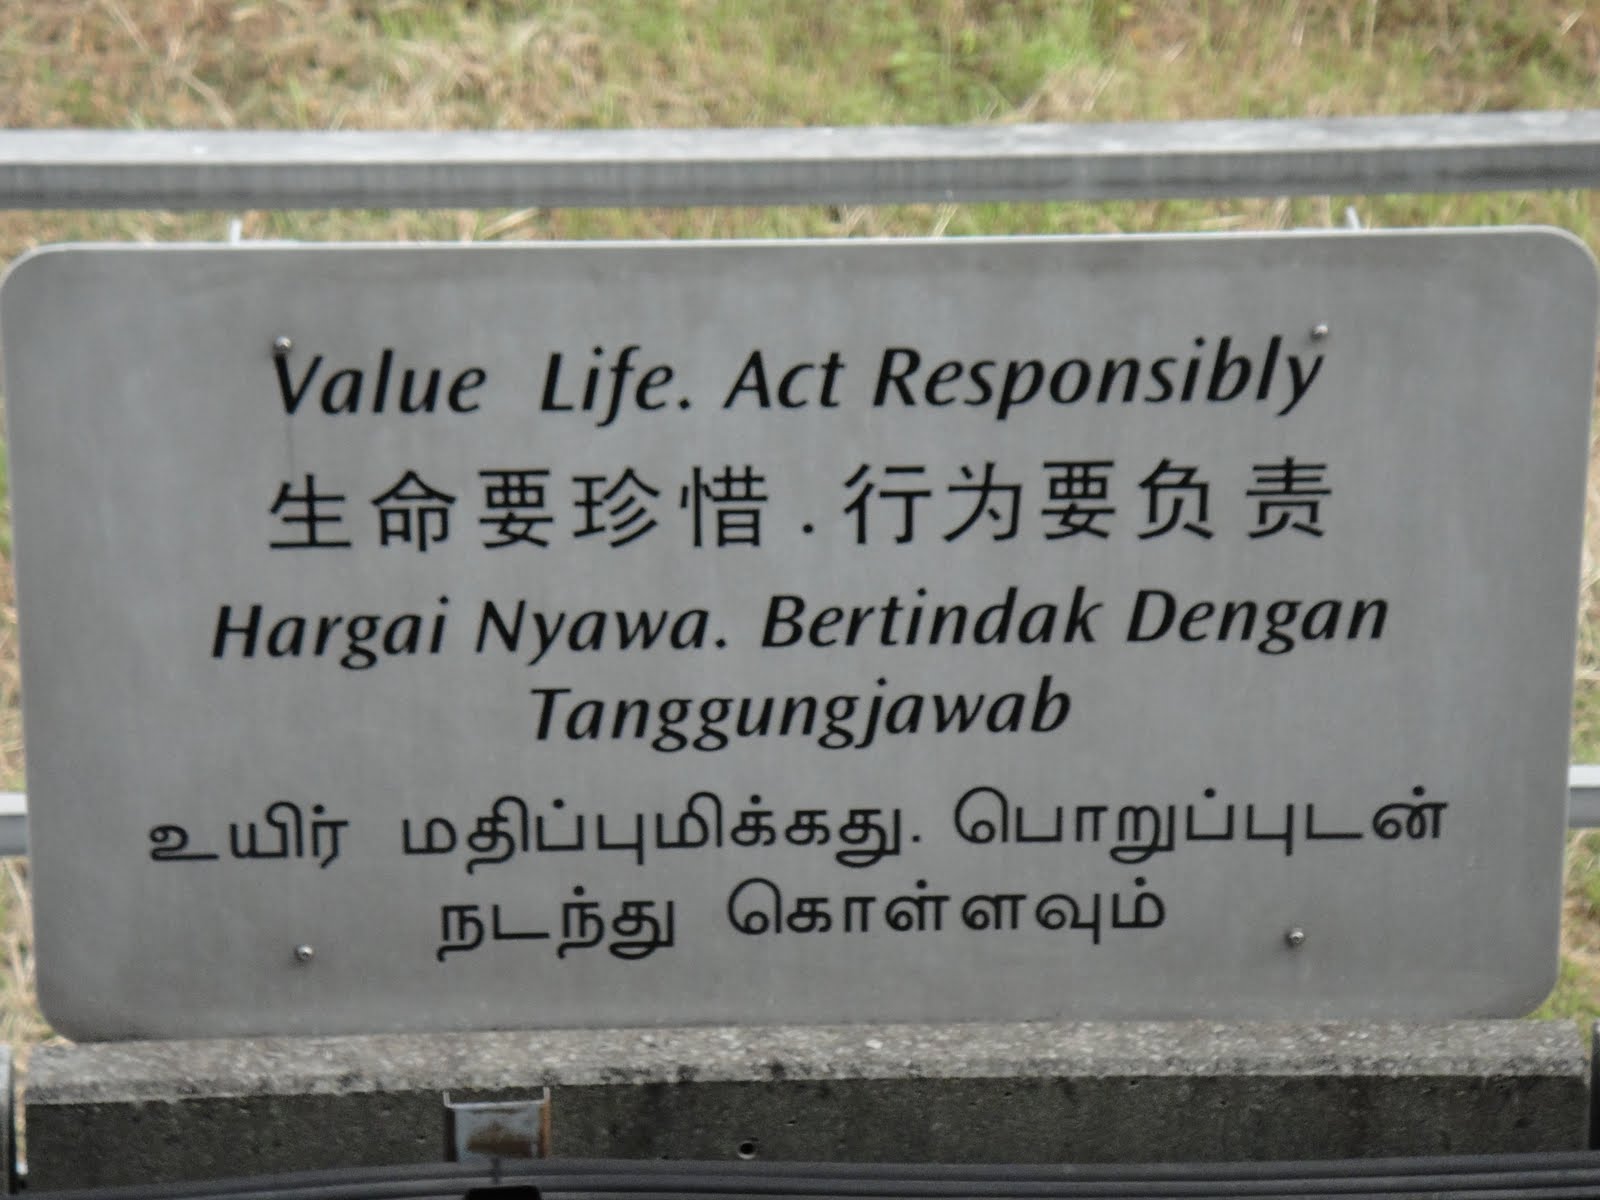 Value Life. Act Responsibly
生命要珍惜.行为要负责
Hargai Nyawa. Bertindak Dengan
Tanggungjawab
உயிர் மதிப்புமிக்கது. பொறுப்புடன்
நடந்து கொள்ளவும்